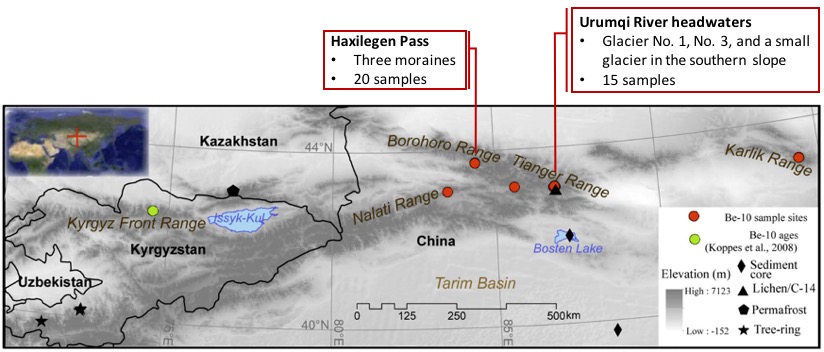 Haxilegen Pass
• Three moraines
• 20 samples
Urumqi River headwaters
• Glacier No. 1, No. 3, and a small
glacier in the southern slope
• 15 samples
Kazakhstan
44°N
Borohoro Range
Tianger Range
Karlik Range
Kyrgyz Front Range
Issyk-Kul
Nalati Range
Kyrgyzstan
China
Bosten Lake
Uzbekistan
Tarim Basin
0 125 250 500km
75°E
40°N
80°E
85°E
Be-10 sample sites
Be-10 ages
(Koppes et al., 2008)
Sediment
core
Elevation (m)
High : 7123
Low : -152
Lichen/C-14
Permafrost
Tree-ring